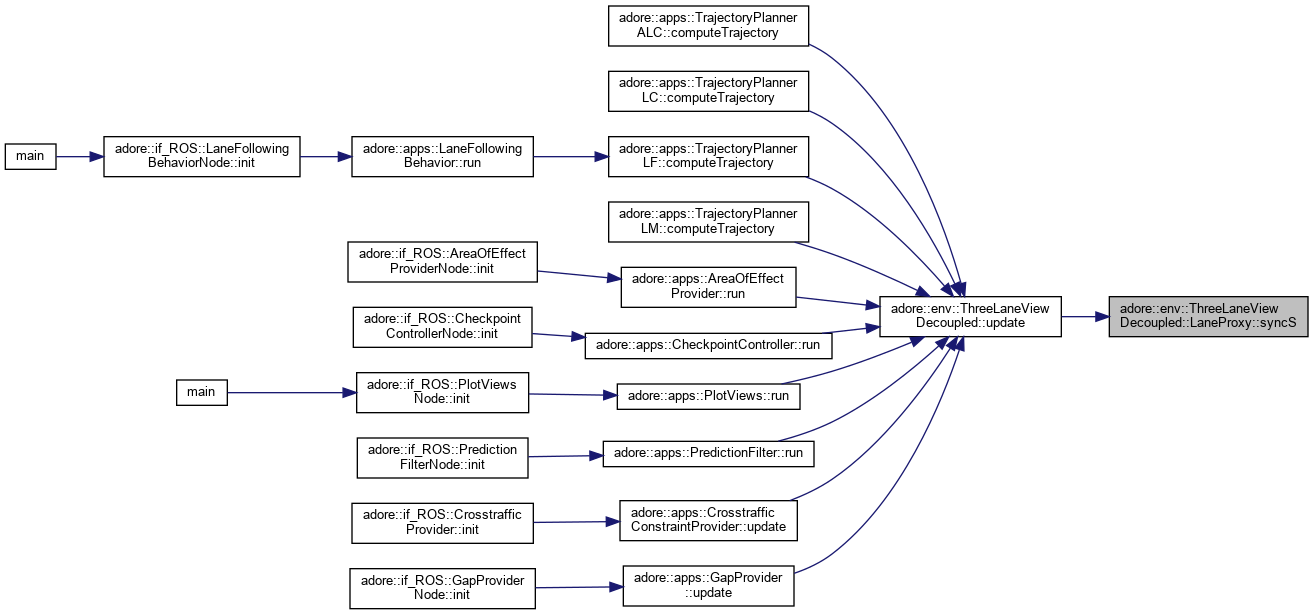 adore::apps::TrajectoryPlanner
ALC::computeTrajectory
adore::apps::TrajectoryPlanner
LC::computeTrajectory
main
adore::if_ROS::LaneFollowing
BehaviorNode::init
adore::apps::LaneFollowing
Behavior::run
adore::apps::TrajectoryPlanner
LF::computeTrajectory
adore::apps::TrajectoryPlanner
LM::computeTrajectory
adore::if_ROS::AreaOfEffect
ProviderNode::init
adore::apps::AreaOfEffect
Provider::run
adore::env::ThreeLaneView
Decoupled::update
adore::env::ThreeLaneView
Decoupled::LaneProxy::syncS
adore::if_ROS::Checkpoint
ControllerNode::init
adore::apps::CheckpointController::run
main
adore::if_ROS::PlotViews
Node::init
adore::apps::PlotViews::run
adore::if_ROS::Prediction
FilterNode::init
adore::apps::PredictionFilter::run
adore::if_ROS::Crosstraffic
Provider::init
adore::apps::Crosstraffic
ConstraintProvider::update
adore::if_ROS::GapProvider
Node::init
adore::apps::GapProvider
::update